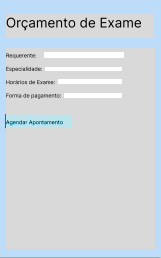 Orçamento de Exame
Requerente:
Especialidade:
Horários de Exame:
Forma de pagamento:
Agendar Apontamento